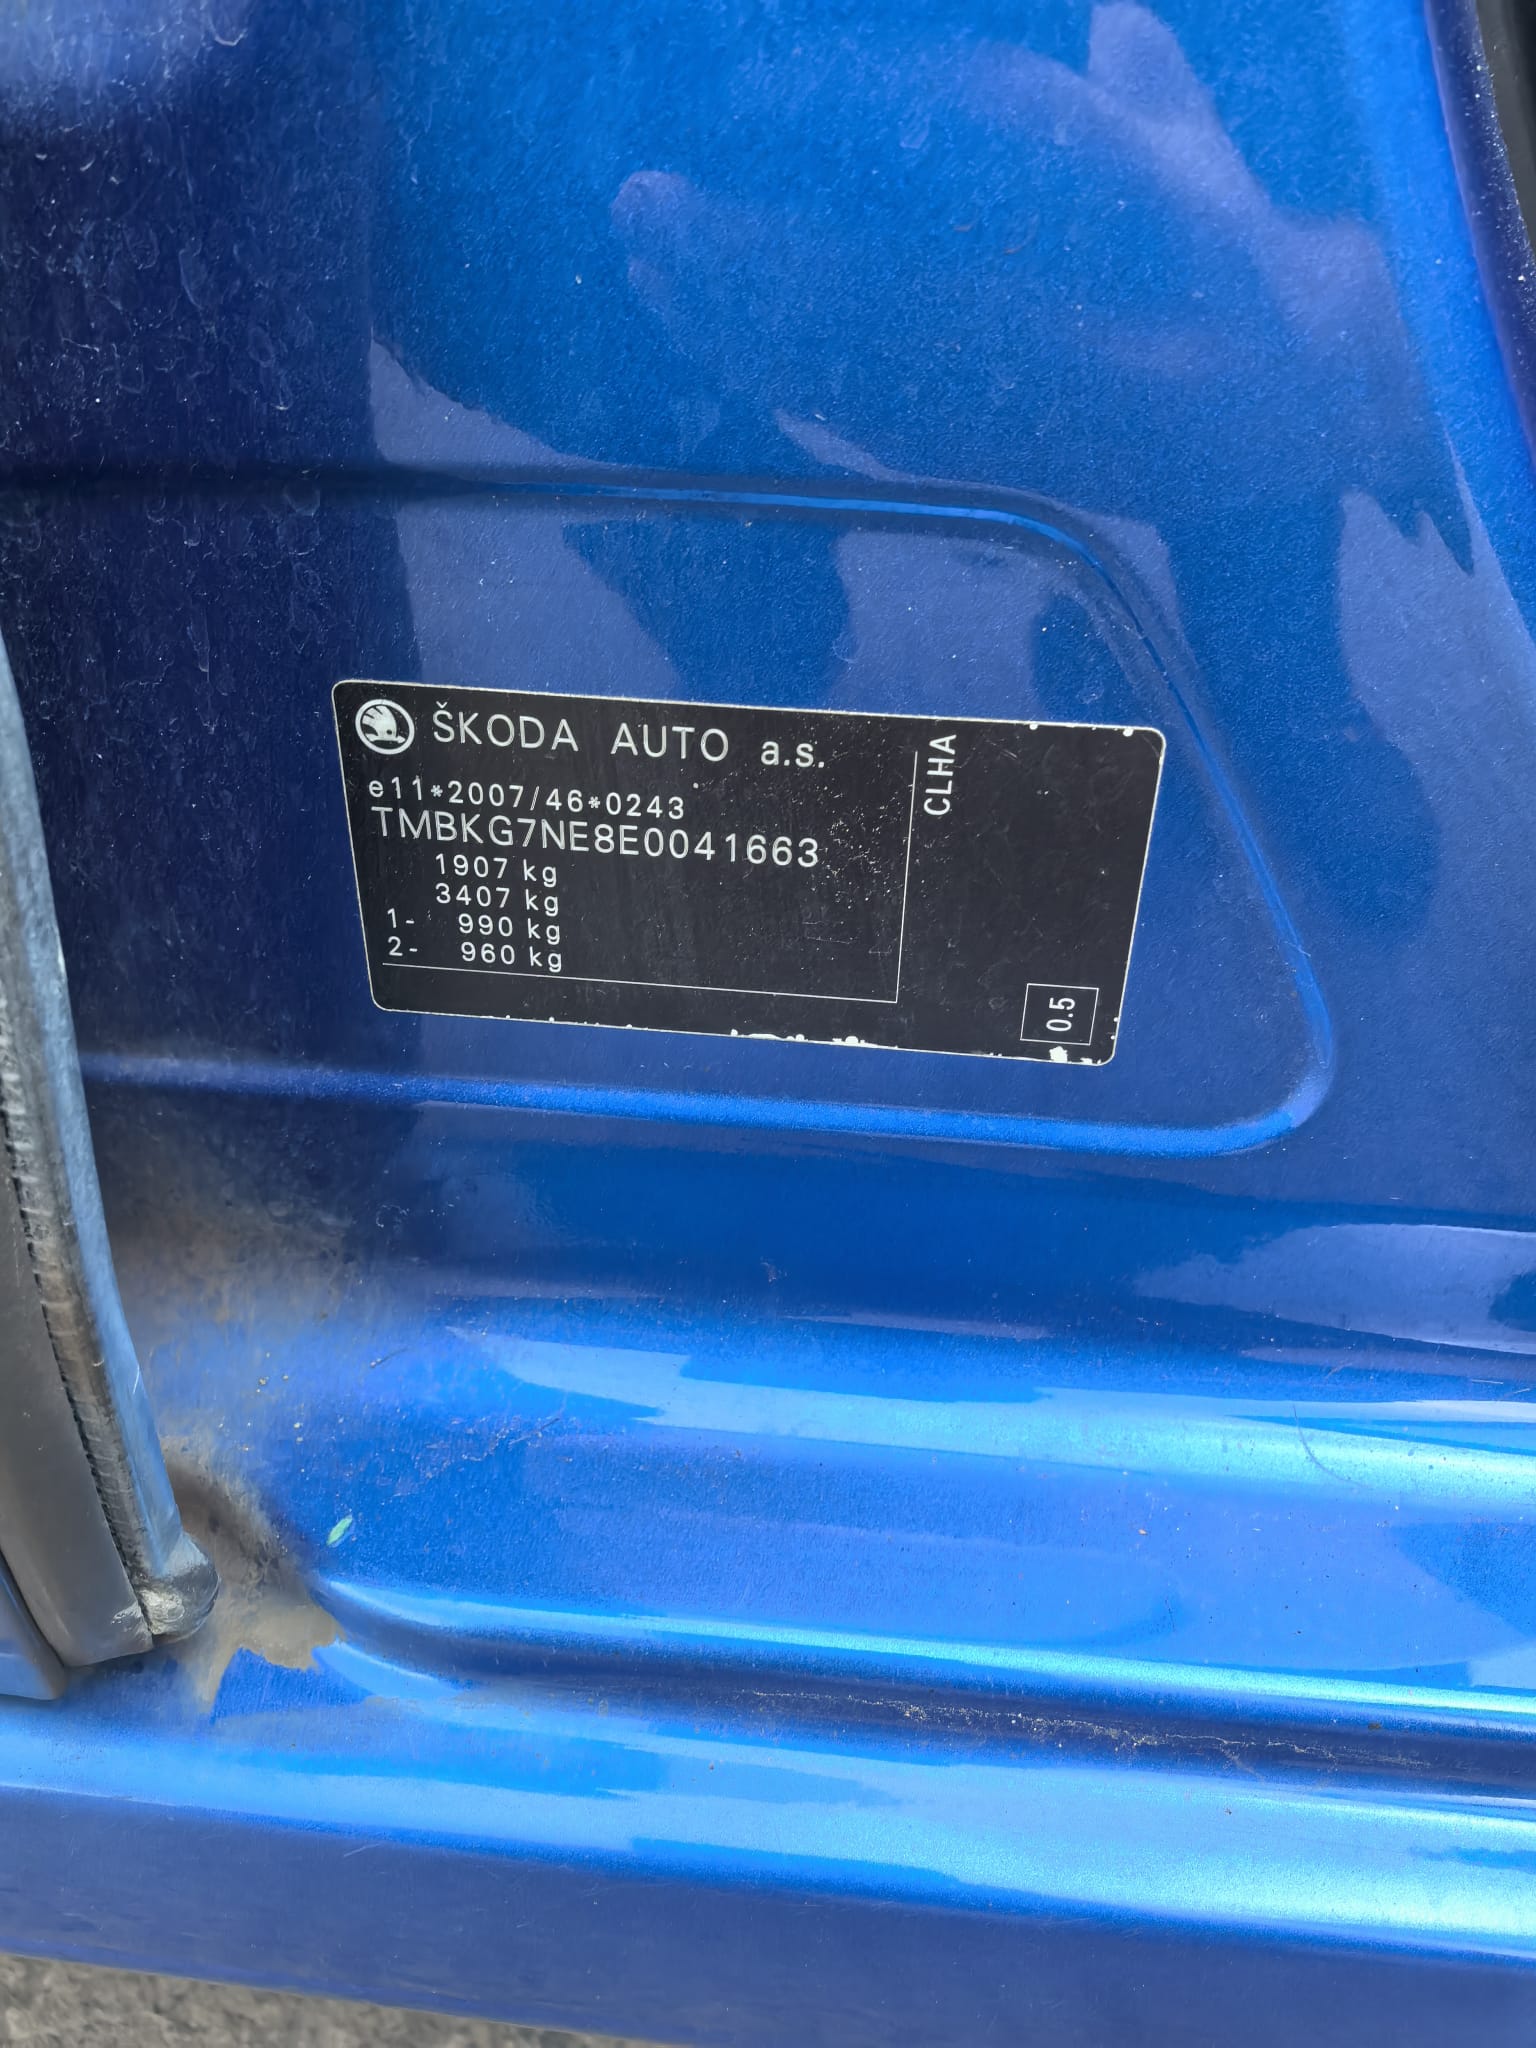 ŠKODA AUTO a.s.
e11*2007/46*0243
TMBKG7NE8E0041663
1907 kg
3407 kg
1- 990 kg
2- 960 kg
CLHA
0.5